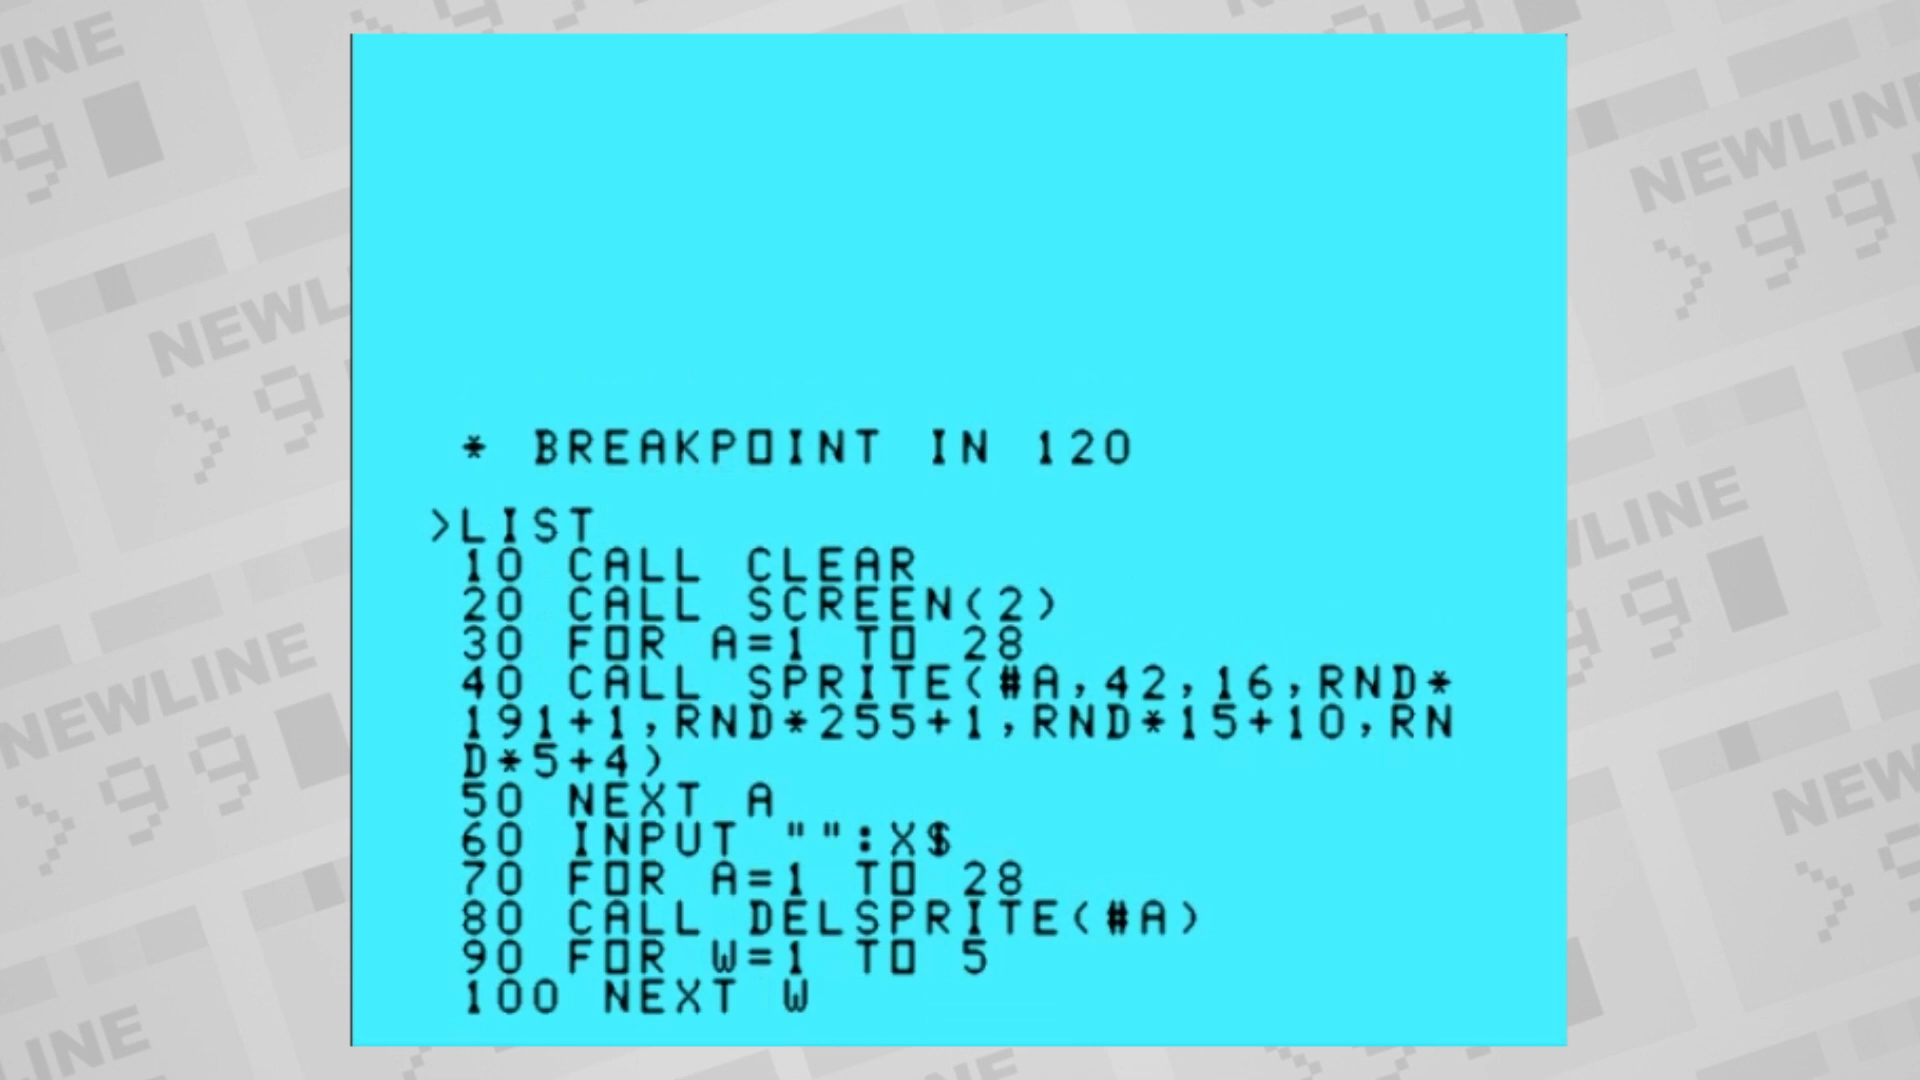 * BREAKPOINT IN 120
>LIST
10 CALL CLEAR
20 CALL SCREEN(2)
30 FOR A=1 TO 28
40 CALL SPRITE(#A,42,16,RND*
191+1,RND*255+1,RND*15+10,RN
D*5+4)
50 NEXT A
60 INPUT "":X$
70 FOR A=1 TO 28
80 CALL DELSPRITE(#A)
90 FOR W=1 TO 5
100 NEXT W
NEWLINE
>99